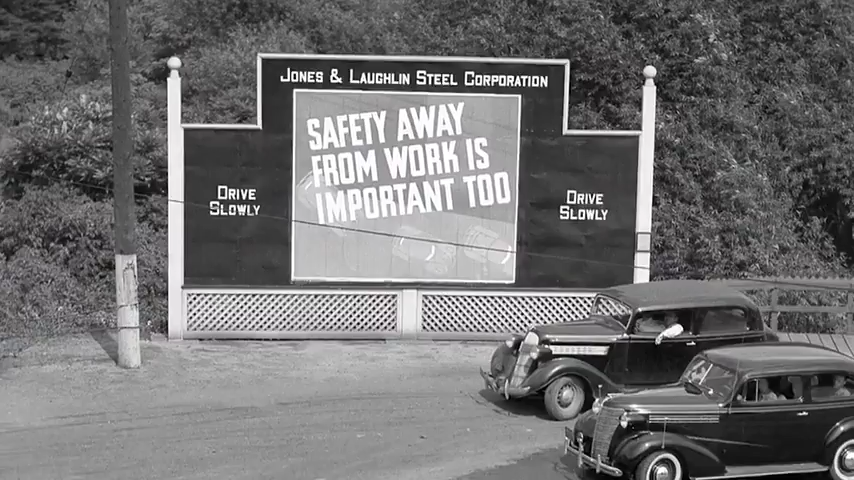 JONES & LAUGHLIN STEEL CORPORATION
SAFETY AWAY
FROM WORK IS
IMPORTANT TOO
DRIVE
SLOWLY
DRIVE
SLOWLY